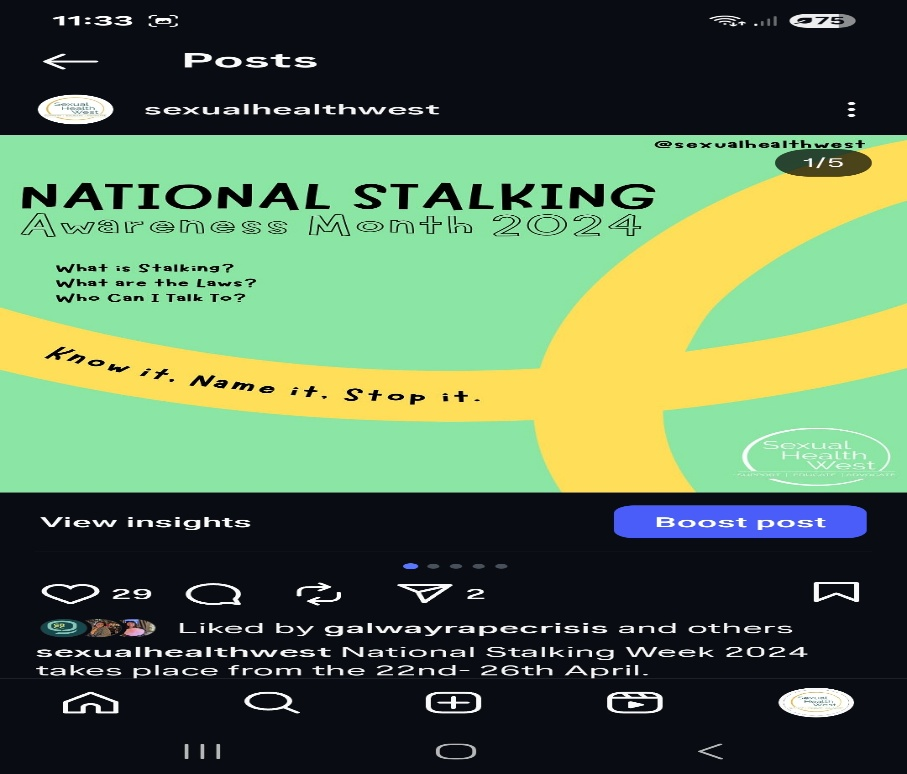 11:33
75
Posts
sexualhealthwest
@sexualhealthwest
1/5
NATIONAL STALKING
Awareness Month 2024
What is Stalking?
What are the Laws?
Who Can I Talk To?
Know it. Name it. Stop it.
Sexual
Health
West
View insights
Boost post
29
2
Liked by galwayrapecrisis and others
sexualhealthwest National Stalking Week 2024
takes place from the 22nd- 26th April.